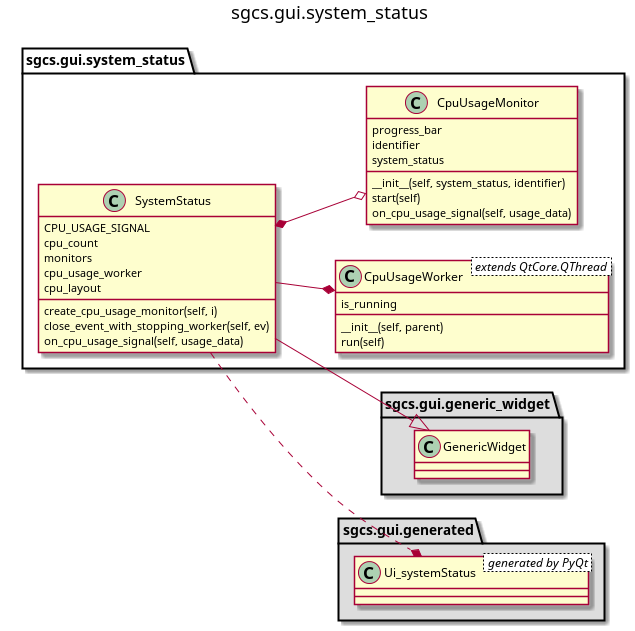 sgcs.gui.system_status
sgcs.gui.system_status
C CpuUsageMonitor
progress_bar
identifier
system_status
__init__(self, system_status, identifier)
start(self)
on_cpu_usage_signal(self, usage_data)
C SystemStatus
CPU_USAGE_SIGNAL
cpu_count
monitors
cpu_usage_worker
cpu_layout
create_cpu_usage_monitor(self, i)
close_event_with_stopping_worker(self, ev)
on_cpu_usage_signal(self, usage_data)
extends QtCore.QThread
C CpuUsageWorker
is_running
__init__(self, parent)
run(self)
sgcs.gui.generic_widget
C GenericWidget
sgcs.gui.generated
generated by PyQt
C Ui_systemStatus